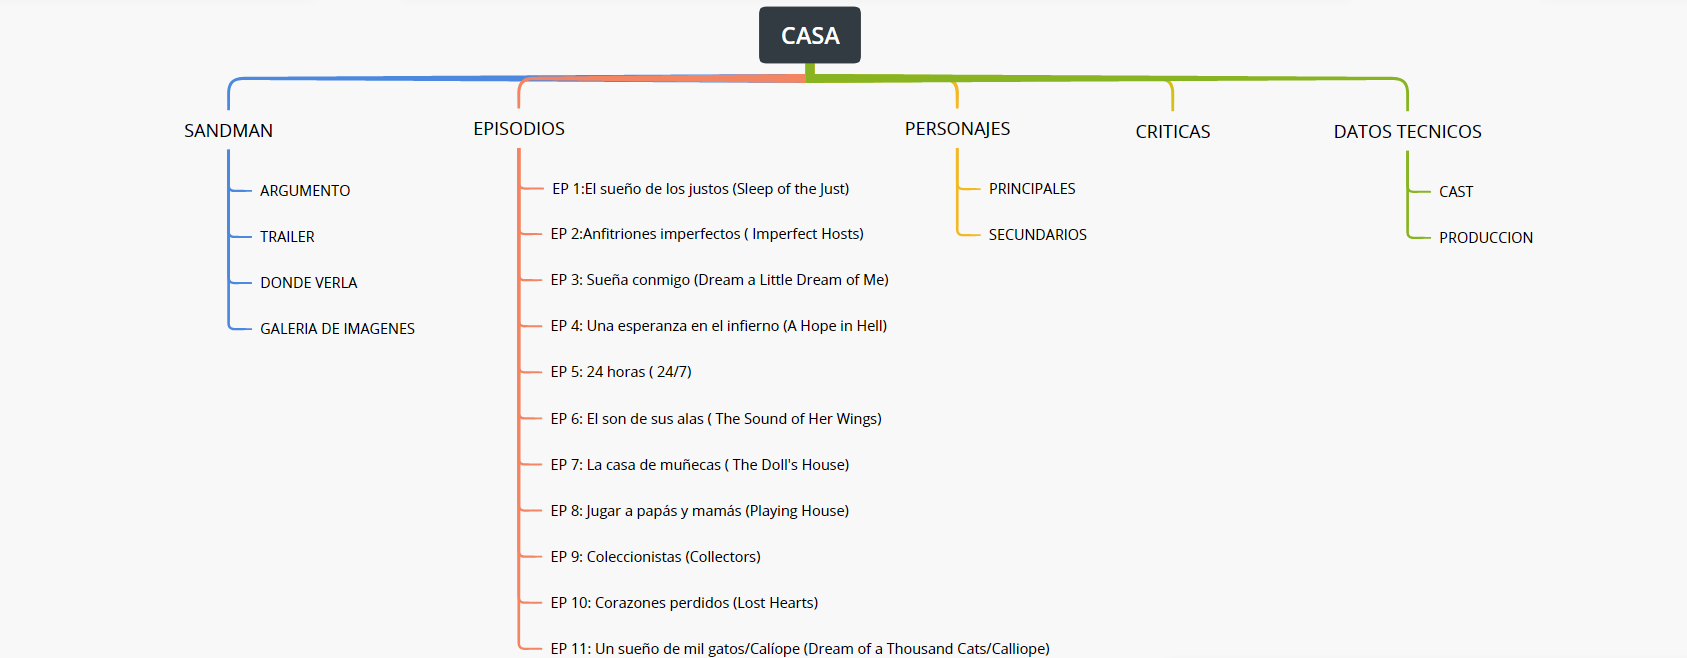 CASA
SANDMAN
ARGUMENTO
TRAILER
DONDE VERLA
GALERIA DE IMAGENES
EPISODIOS
EP 1:El sueño de los justos (Sleep of the Just)
EP 2:Anfitriones imperfectos ( Imperfect Hosts)
EP 3: Sueña conmigo (Dream a Little Dream of Me)
EP 4: Una esperanza en el infierno (A Hope in Hell)
EP 5: 24 horas ( 24/7)
EP 6: El son de sus alas ( The Sound of Her Wings)
EP 7: La casa de muñecas ( The Doll's House)
EP 8: Jugar a papás y mamás (Playing House)
EP 9: Coleccionistas (Collectors)
EP 10: Corazones perdidos (Lost Hearts)
EP 11: Un sueño de mil gatos/Calíope (Dream of a Thousand Cats/Calliope)
PERSONAJES
PRINCIPALES
SECUNDARIOS
CRITICAS
DATOS TECNICOS
CAST
PRODUCCION